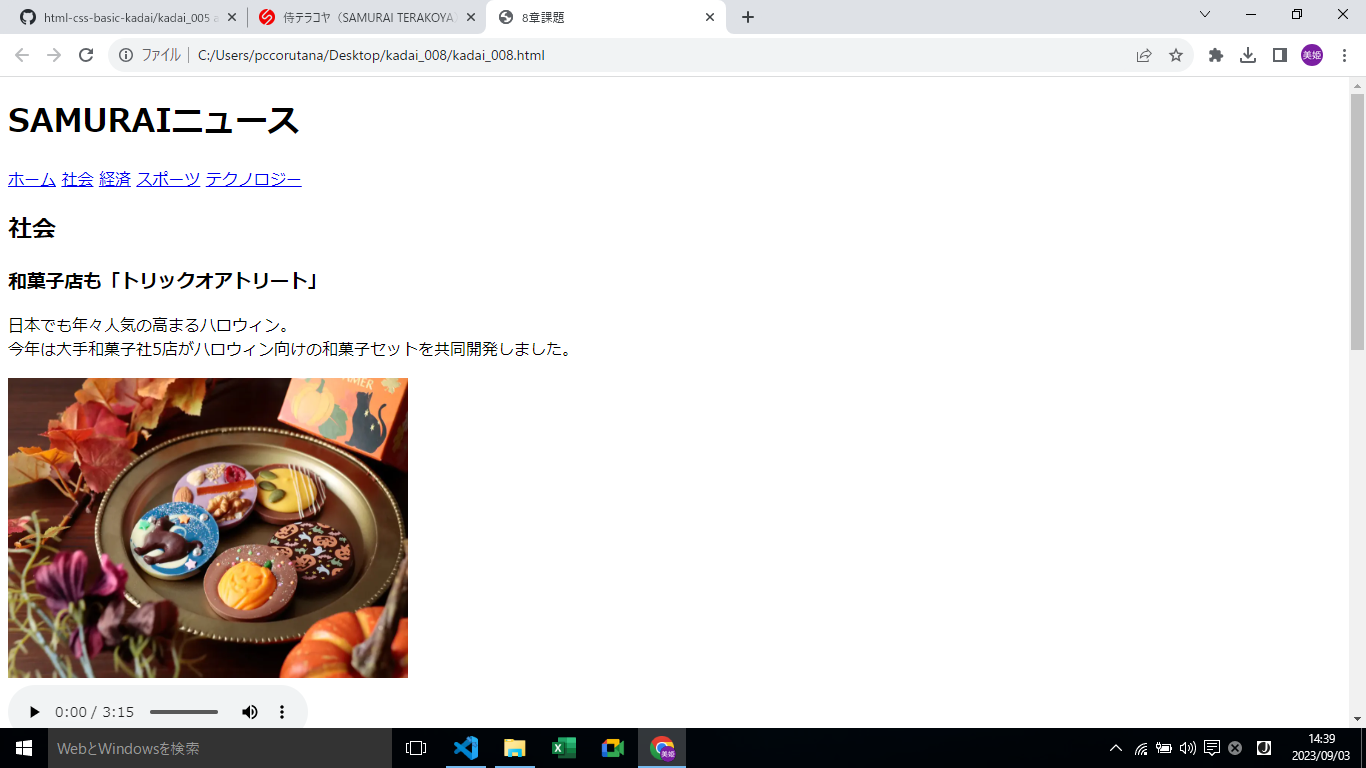 html-css-basic-kadai/kadai_005 a
侍テラコヤ（SAMURAI TERAKOYA）
8章課題
ファイル
C:/Users/pccorutana/Desktop/kadai_008/kadai_008.html
美姫
SAMURAIニュース
ホーム 社会 経済 スポーツ テクノロジー
社会
和菓子店も「トリックオアトリート」
日本でも年々人気の高まるハロウィン。
今年は大手和菓子社5店がハロウィン向けの和菓子セットを共同開発しました。
0:00 / 3:15
WebとWindowsを検索
美姫
14:39
2023/09/03